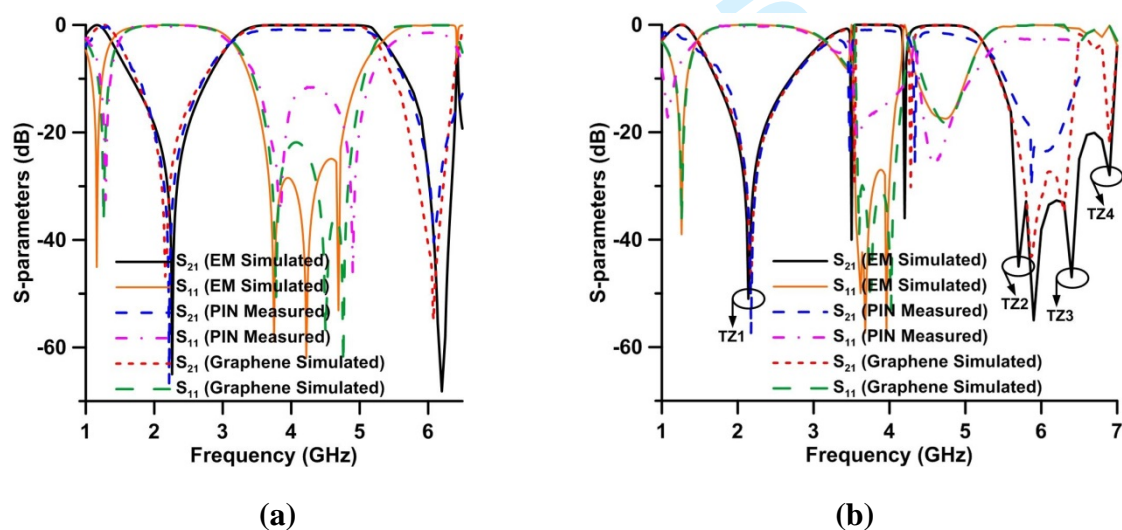 (a)
(b)
0
-20
-40
-60
S-parameters (dB)
S21 (EM Simulated)
S11 (EM Simulated)
S21 (PIN Measured)
S11 (PIN Measured)
S21 (Graphene Simulated)
S11 (Graphene Simulated)
1 2 3 4 5 6
Frequency (GHz)
(a)
0
-20
-40
-60
S-parameters (dB)
TZ1
TZ2
TZ3
TZ4
S21 (EM Simulated)
S11 (EM Simulated)
S21 (PIN Measured)
S11 (PIN Measured)
S21 (Graphene Simulated)
S11 (Graphene Simulated)
1 2 3 4 5 6 7
Frequency (GHz)
(b)